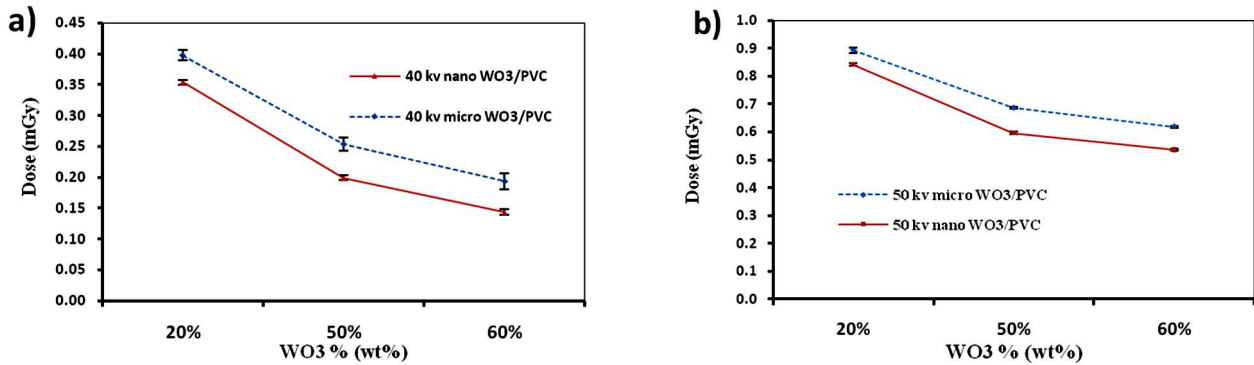 a)
0.45
0.40
0.35
0.30
0.25
0.20
0.15
0.10
0.05
0.00
Dose (mGy)
40 kv nano WO3/PVC
40 kv micro WO3/PVC
20% 50% 60%
WO3 % (wt%)
b)
1.0
0.9
0.8
0.7
0.6
0.5
0.4
0.3
0.2
0.1
0.0
Dose (mGy)
50 kv micro WO3/PVC
50 kv nano WO3/PVC
20% 50% 60%
WO3 % (wt%)